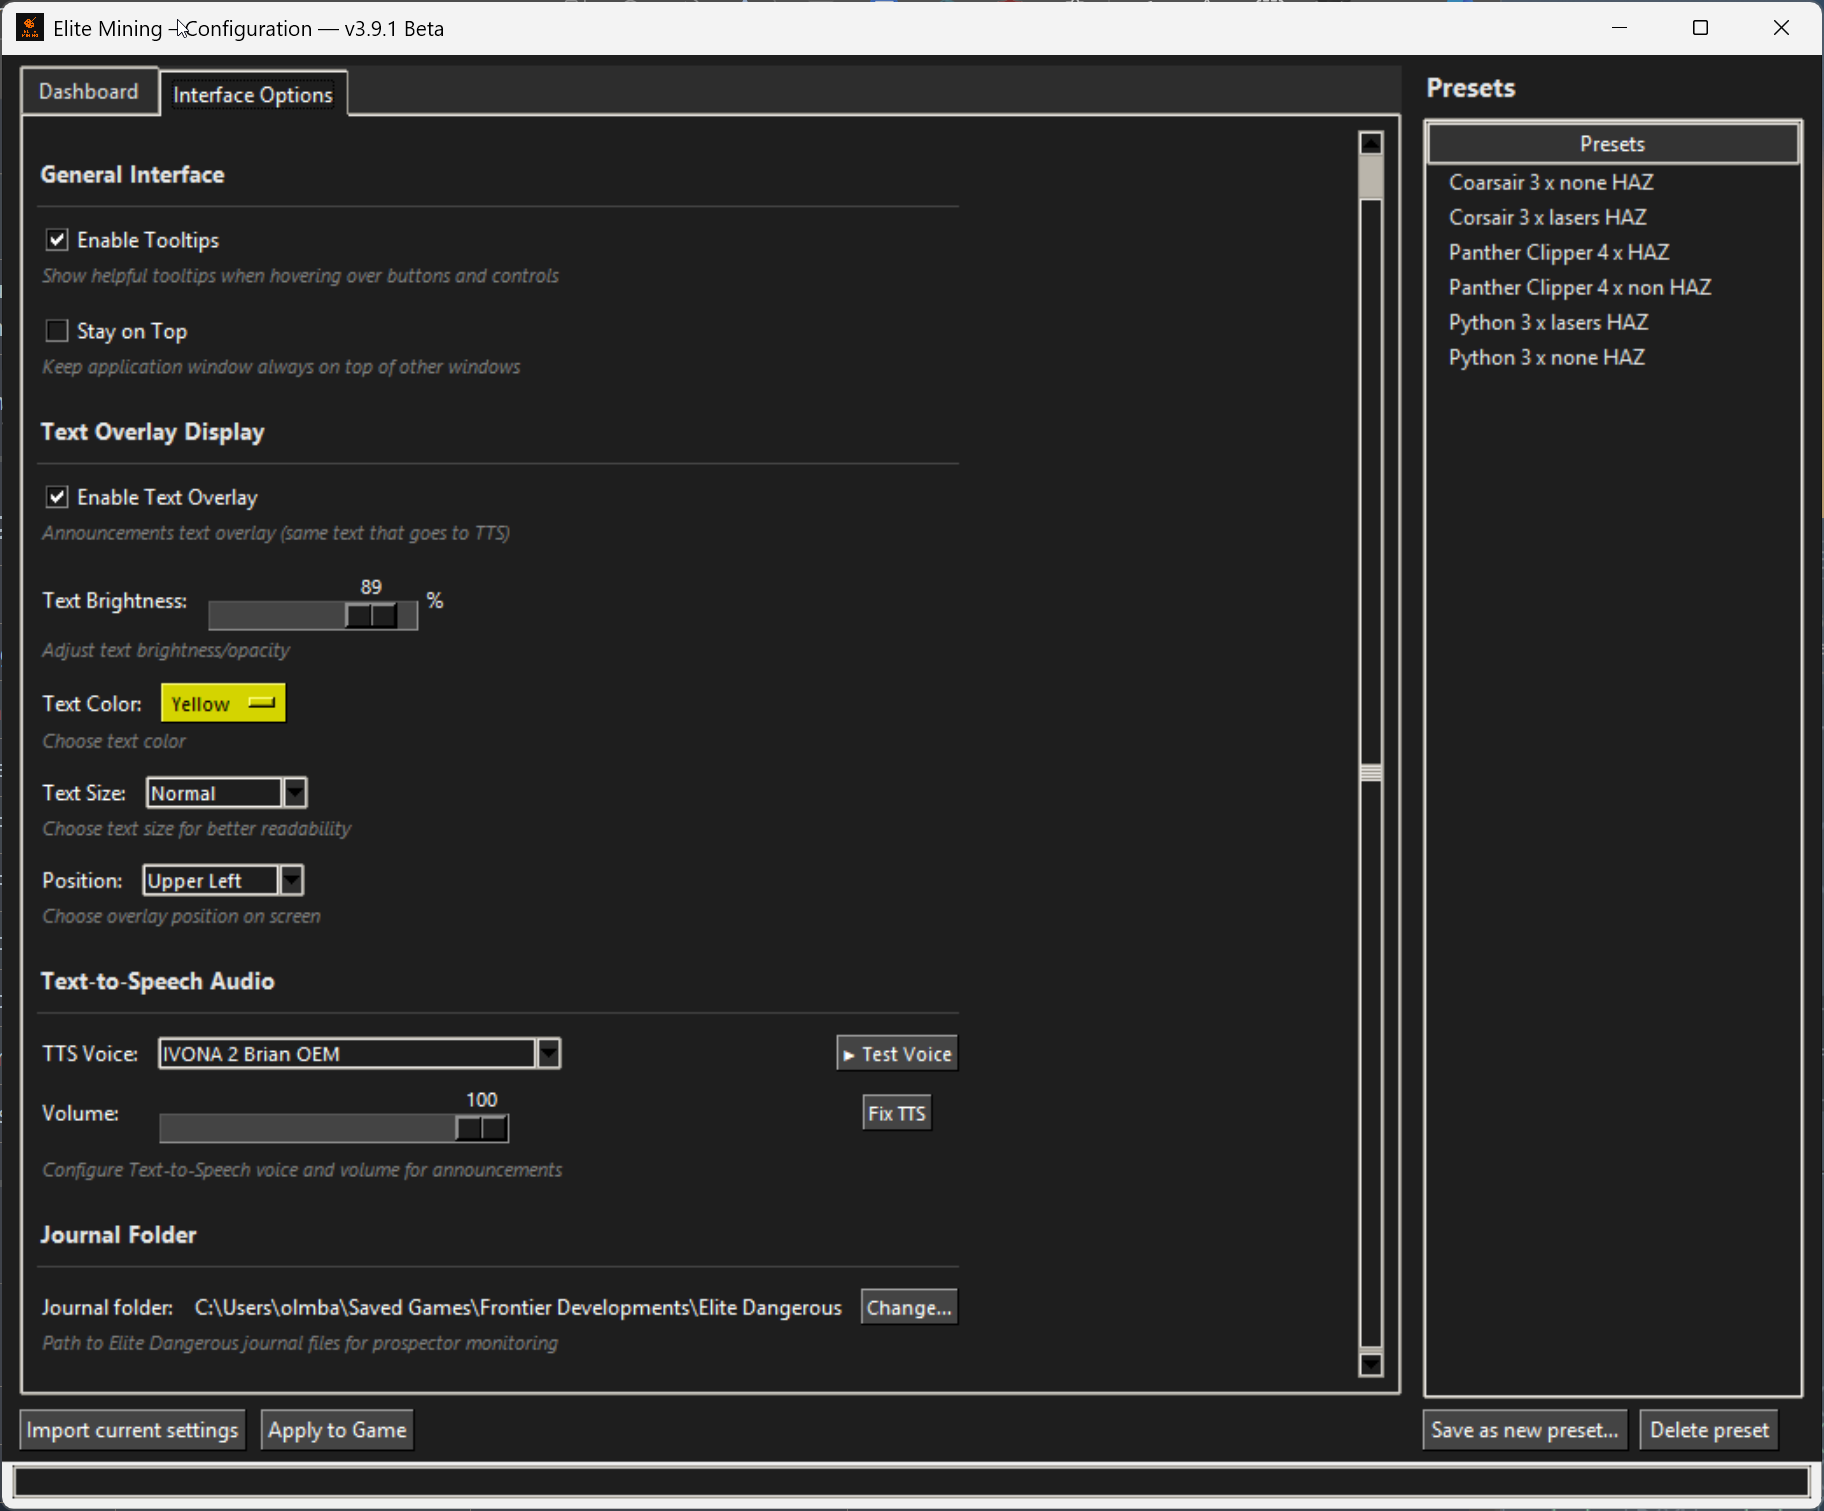 Elite Mining – Configuration — v3.9.1 Beta
Dashboard
Interface Options
General Interface
Enable Tooltips
Show helpful tooltips when hovering over buttons and controls
Stay on Top
Keep application window always on top of other windows
Text Overlay Display
Enable Text Overlay
Announcements text overlay (same text that goes to TTS)
89
Text Brightness: %
Adjust text brightness/opacity
Text Color: Yellow
Choose text color
Text Size: Normal
Choose text size for better readability
Position: Upper Left
Choose overlay position on screen
Text-to-Speech Audio
TTS Voice: IVONA 2 Brian OEM ▸ Test Voice
100
Volume: Fix TTS
Configure Text-to-Speech voice and volume for announcements
Journal Folder
Journal folder: C:\Users\olmba\Saved Games\Frontier Developments\Elite Dangerous Change...
Path to Elite Dangerous journal files for prospector monitoring
Import current settings Apply to Game
Presets
Presets
Coarsair 3 x none HAZ
Corsair 3 x lasers HAZ
Panther Clipper 4 x HAZ
Panther Clipper 4 x non HAZ
Python 3 x lasers HAZ
Python 3 x none HAZ
Save as new preset... Delete preset